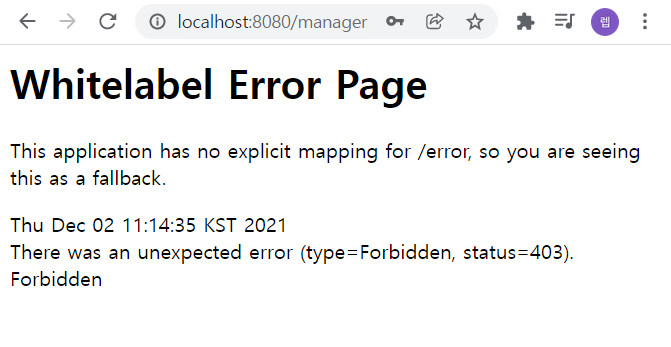 localhost:8080/manager
렙
Whitelabel Error Page
This application has no explicit mapping for /error, so you are seeing
this as a fallback.
Thu Dec 02 11:14:35 KST 2021
There was an unexpected error (type=Forbidden, status=403).
Forbidden